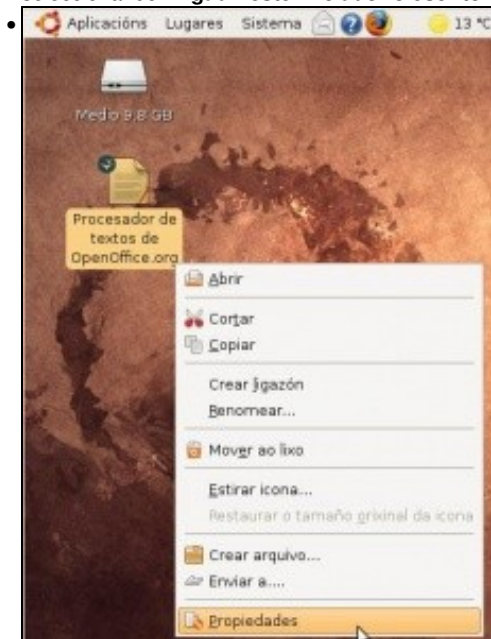 Aplicacións Lugares Sistema 13 °C
Medio 9,8 GB
Procesador de
textos de
OpenOffice.org
Abrir
Cortar
Copiar
Crear ligazón
Renomear...
Mover ao lixo
Estirar icona...
Restaurar o tamaño orixinal da icona
Crear arquivo...
Enviar a....
Propiedades